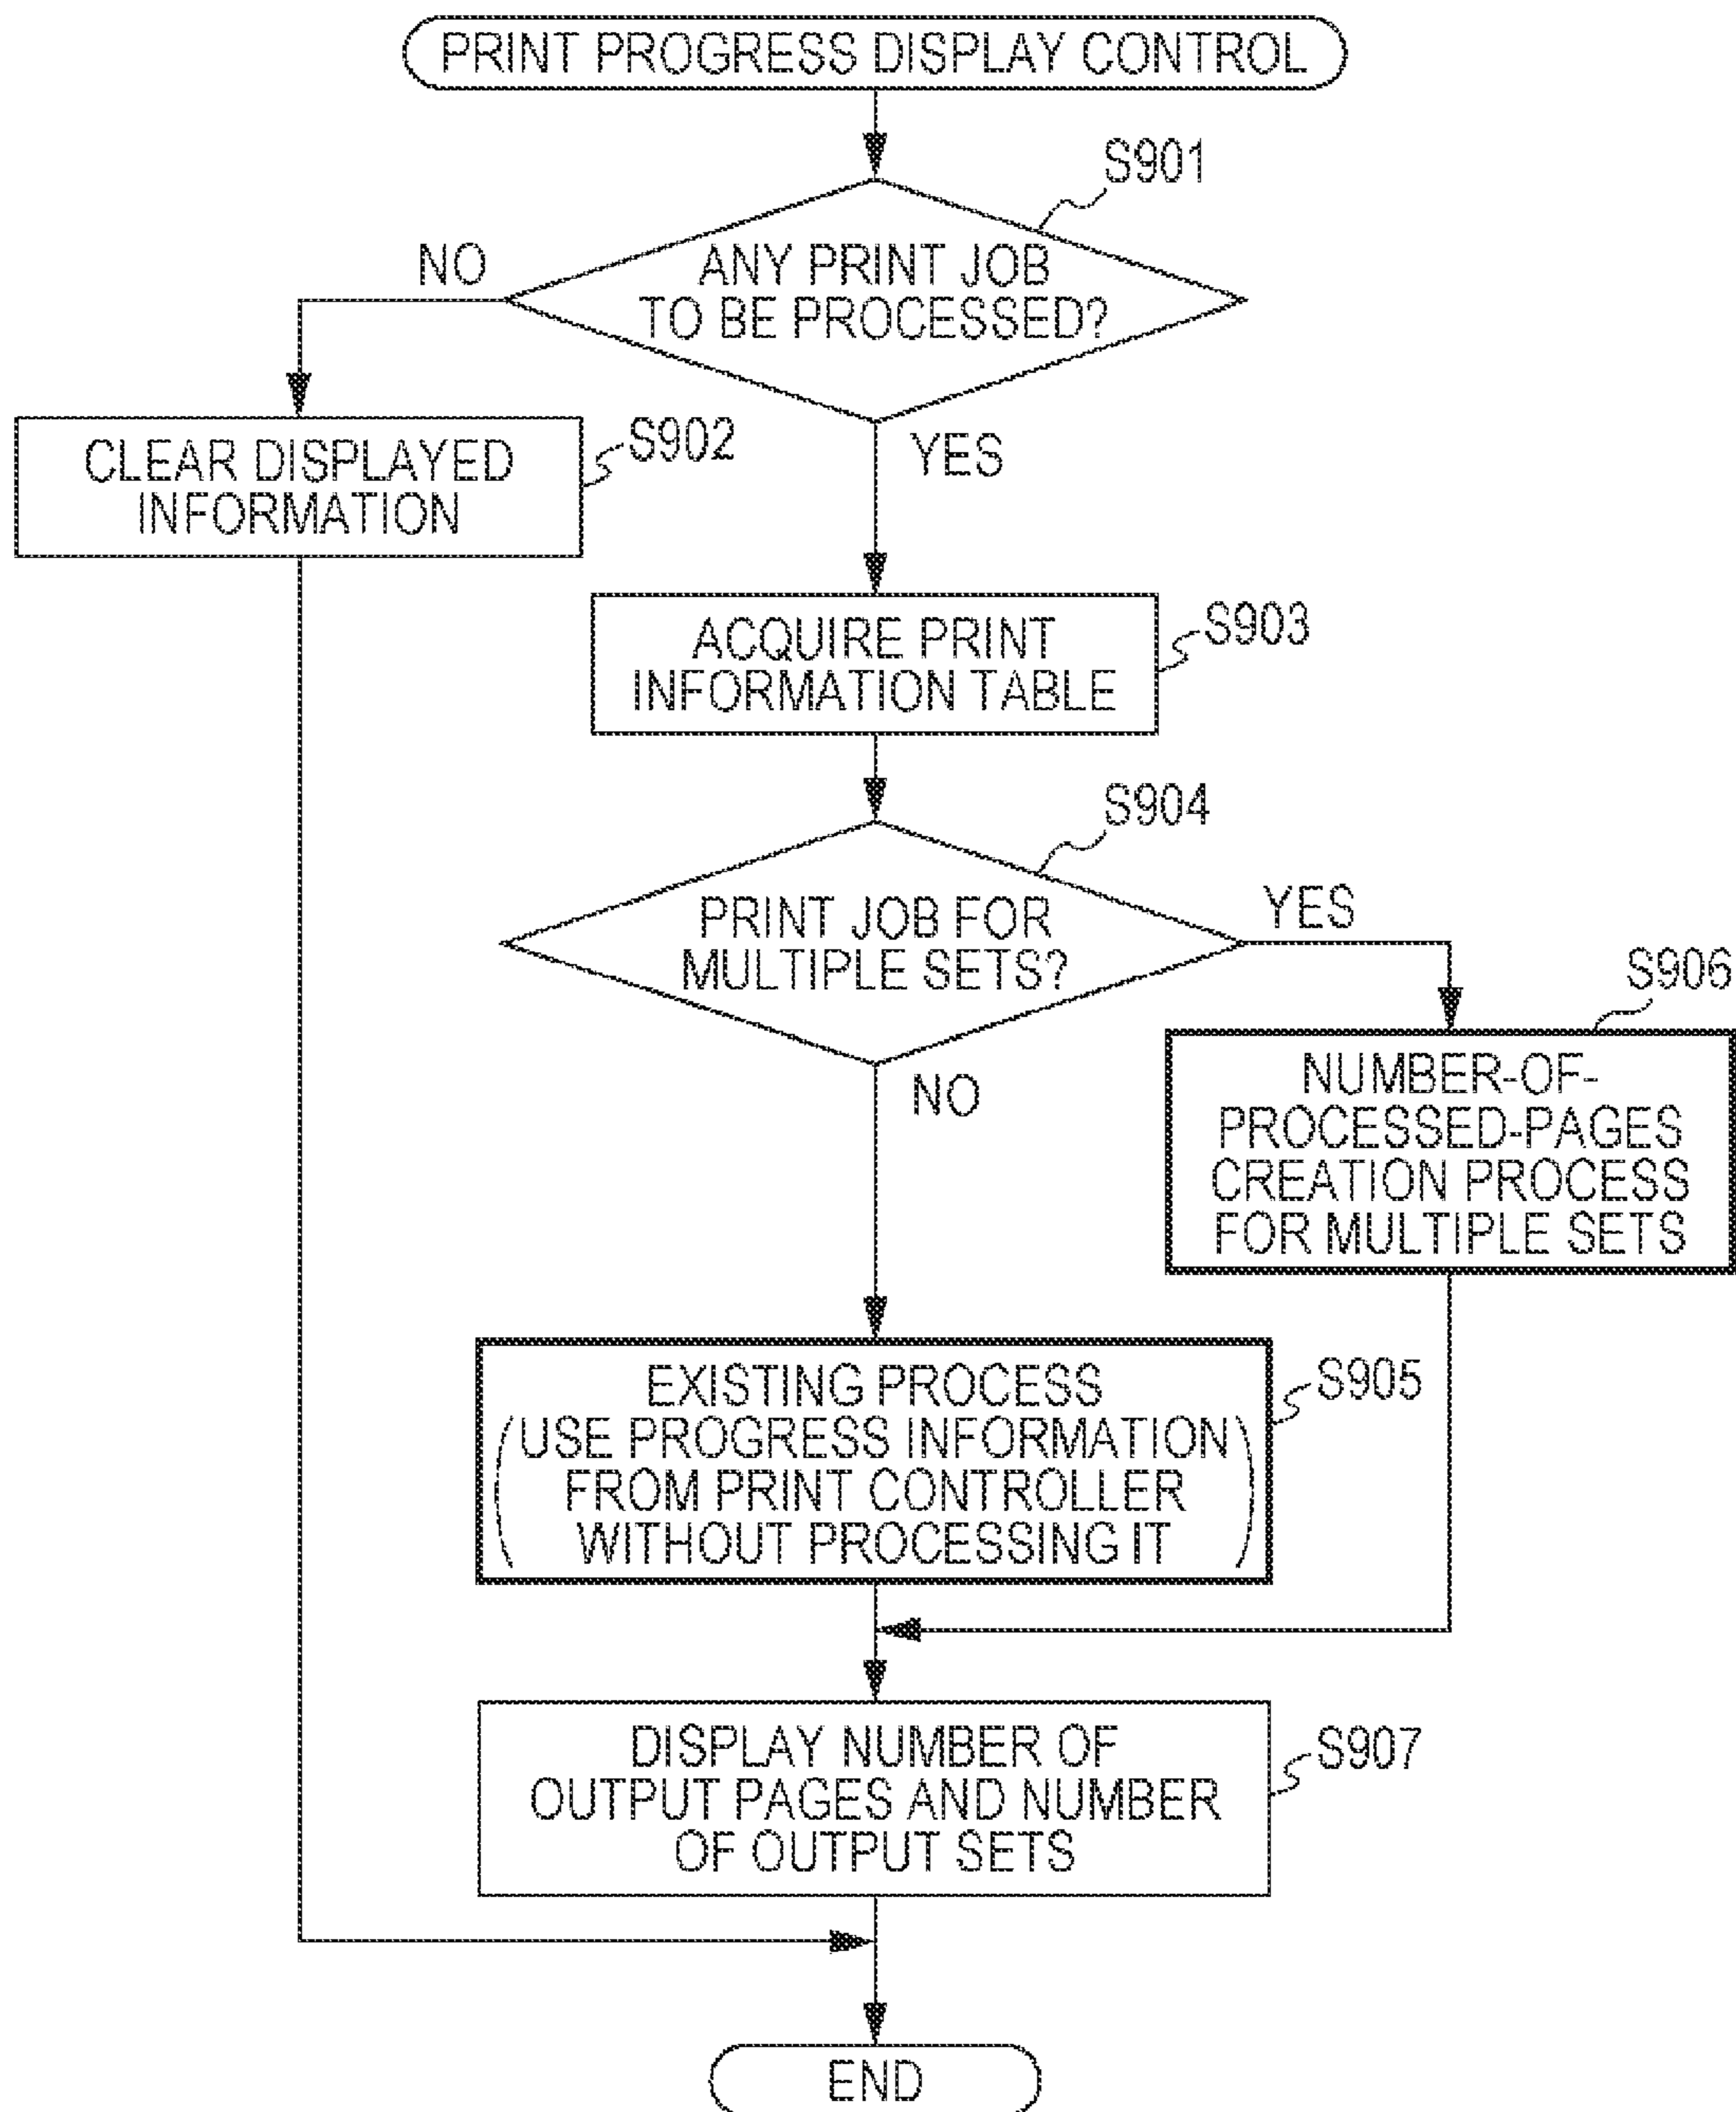 PRINT PROGRESS DISPLAY CONTROL
S901
ANY PRINT JOB
TO BE PROCESSED?
NO
YES
CLEAR DISPLAYED
INFORMATION
S902
ACQUIRE PRINT
INFORMATION TABLE
S903
S904
PRINT JOB FOR
MULTIPLE SETS?
YES
NO
S906
NUMBER-OF-
PROCESSED-PAGES
CREATION PROCESS
FOR MULTIPLE SETS
EXISTING PROCESS
(USE PROGRESS INFORMATION
FROM PRINT CONTROLLER
WITHOUT PROCESSING IT)
S905
DISPLAY NUMBER OF
OUTPUT PAGES AND NUMBER
OF OUTPUT SETS
S907
END